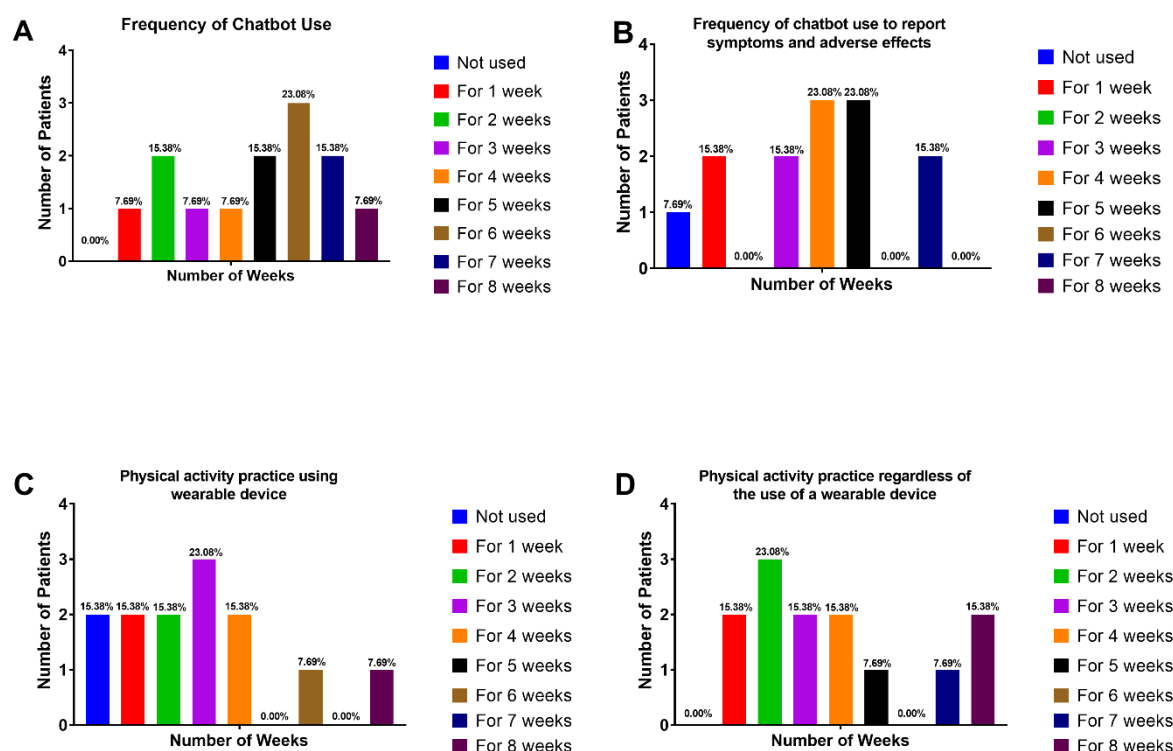 A
Frequency of Chatbot Use
Number of Patients
4
3
2
1
0
0.00%
7.69%
15.38%
7.69%
7.69%
15.38%
23.08%
15.38%
7.69%
Number of Weeks
Not used
For 1 week
For 2 weeks
For 3 weeks
For 4 weeks
For 5 weeks
For 6 weeks
For 7 weeks
For 8 weeks
B
Frequency of chatbot use to report
symptoms and adverse effects
Number of Patients
4
3
2
1
0
7.69%
15.38%
0.00%
15.38%
23.08%
23.08%
0.00%
15.38%
0.00%
Number of Weeks
Not used
For 1 week
For 2 weeks
For 3 weeks
For 4 weeks
For 5 weeks
For 6 weeks
For 7 weeks
For 8 weeks
C
Physical activity practice using
wearable device
Number of Patients
4
3
2
1
0
15.38%
15.38%
15.38%
23.08%
15.38%
0.00%
7.69%
0.00%
7.69%
Number of Weeks
Not used
For 1 week
For 2 weeks
For 3 weeks
For 4 weeks
For 5 weeks
For 6 weeks
For 7 weeks
For 8 weeks
D
Physical activity practice regardless of
the use of a wearable device
Number of Patients
4
3
2
1
0
0.00%
15.38%
23.08%
15.38%
15.38%
7.69%
0.00%
7.69%
15.38%
Number of Weeks
Not used
For 1 week
For 2 weeks
For 3 weeks
For 4 weeks
For 5 weeks
For 6 weeks
For 7 weeks
For 8 weeks